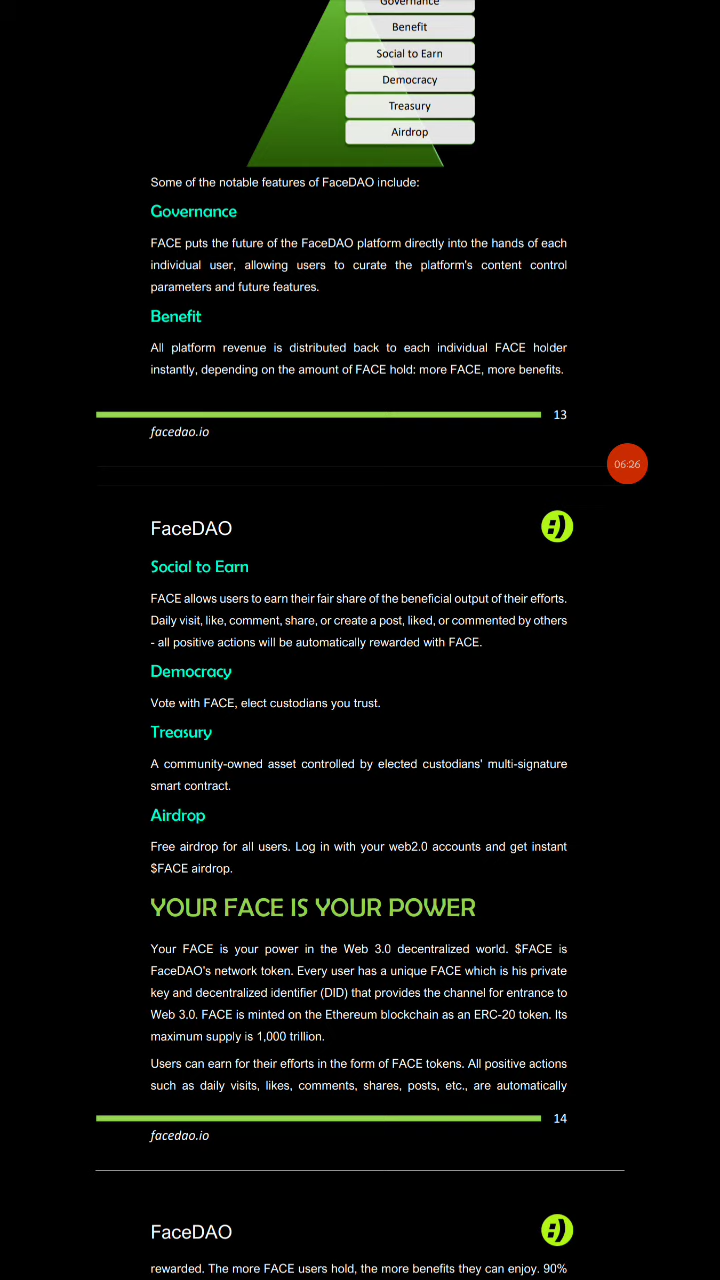 Governance
Benefit
Social to Earn
Democracy
Treasury
Airdrop
Some of the notable features of FaceDAO include:
Governance
FACE puts the future of the FaceDAO platform directly into the hands of each
individual user, allowing users to curate the platform's content control
parameters and future features.
Benefit
All platform revenue is distributed back to each individual FACE holder
instantly, depending on the amount of FACE hold: more FACE, more benefits.
13
facedao.io
06:26
FaceDAO
Social to Earn
FACE allows users to earn their fair share of the beneficial output of their efforts.
Daily visit, like, comment, share, or create a post, liked, or commented by others
- all positive actions will be automatically rewarded with FACE.
Democracy
Vote with FACE, elect custodians you trust.
Treasury
A community-owned asset controlled by elected custodians' multi-signature
smart contract.
Airdrop
Free airdrop for all users. Log in with your web2.0 accounts and get instant
$FACE airdrop.
YOUR FACE IS YOUR POWER
Your FACE is your power in the Web 3.0 decentralized world. $FACE is
FaceDAO's network token. Every user has a unique FACE which is his private
key and decentralized identifier (DID) that provides the channel for entrance to
Web 3.0. FACE is minted on the Ethereum blockchain as an ERC-20 token. Its
maximum supply is 1,000 trillion.
Users can earn for their efforts in the form of FACE tokens. All positive actions
such as daily visits, likes, comments, shares, posts, etc., are automatically
14
facedao.io
FaceDAO
rewarded. The more FACE users hold, the more benefits they can enjoy. 90%